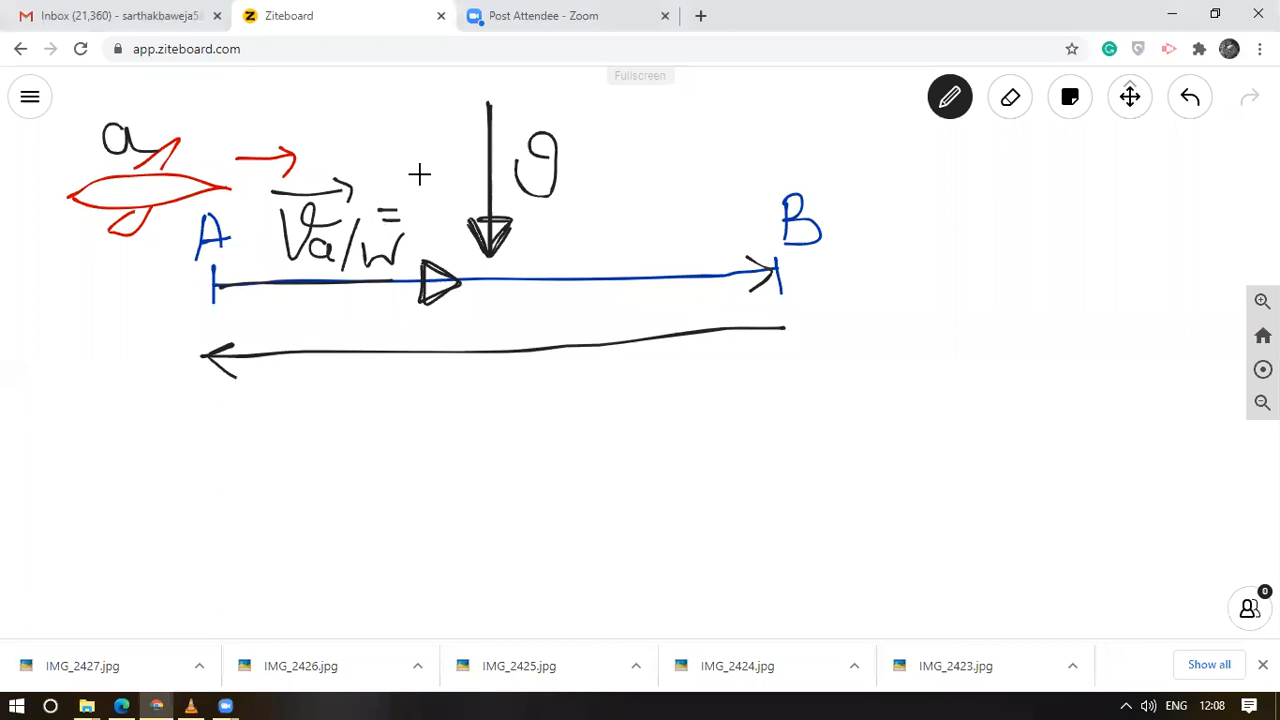 Inbox (21,360) - sarthakbaweja5
Ziteboard
Post Attendee - Zoom
app.ziteboard.com
Fullscreen
a
Va/w
A
B
0
IMG_2427.jpg
IMG_2426.jpg
IMG_2425.jpg
IMG_2424.jpg
IMG_2423.jpg
Show all
ENG
12:08